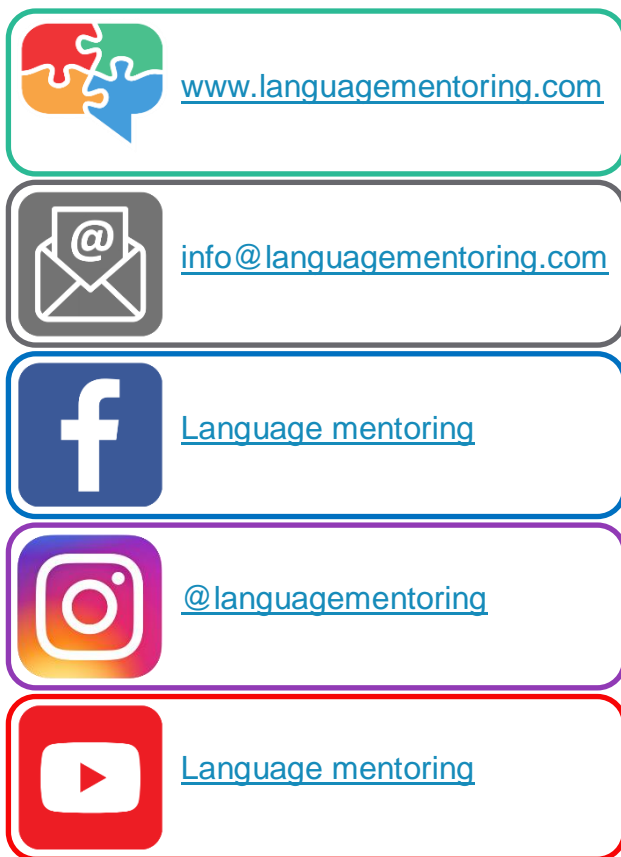 www.languagementoring.com
@
info@languagementoring.com
f
Language mentoring
@languagementoring
Language mentoring